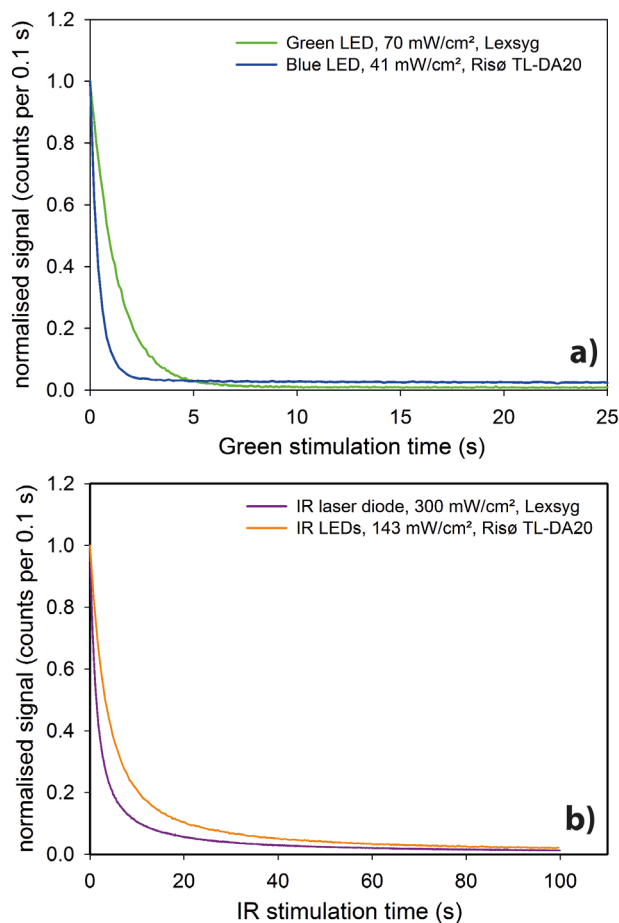 1.2
Green LED, 70 mW/cm², Lexsyg
Blue LED, 41 mW/cm², Risø TL-DA20
1.0
0.8
0.6
0.4
0.2
0.0
normalised signal (counts per 0.1 s)
a)
0 5 10 15 20 25
Green stimulation time (s)
1.2
IR laser diode, 300 mW/cm², Lexsyg
IR LEDs, 143 mW/cm², Risø TL-DA20
1.0
0.8
0.6
0.4
0.2
0.0
normalised signal (counts per 0.1 s)
b)
0 20 40 60 80 100
IR stimulation time (s)